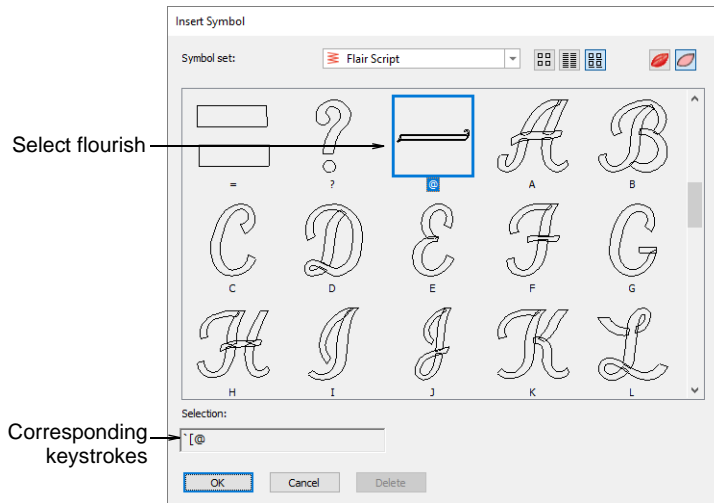 Insert Symbol
Symbol set:
Flair Script
Select flourish
= ? @ A B
C D E F G
H I J K L
Selection:
Corresponding
keystrokes
`[@
OK Cancel Delete